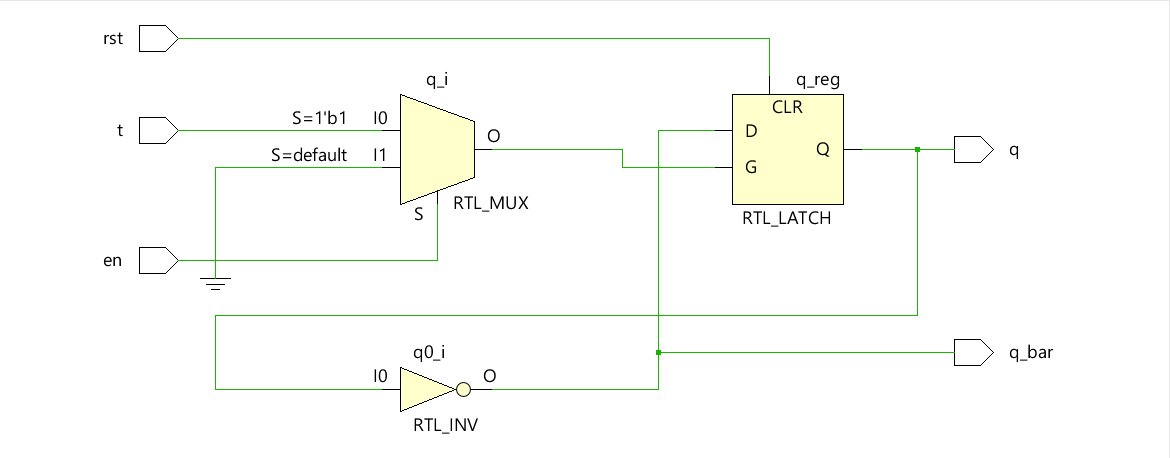 rst
q_i
q_reg
CLR
S=1'b1
I0
t
O
D
S=default
I1
Q
q
G
S
RTL_MUX
RTL_LATCH
en
q0_i
q_bar
I0
O
RTL_INV